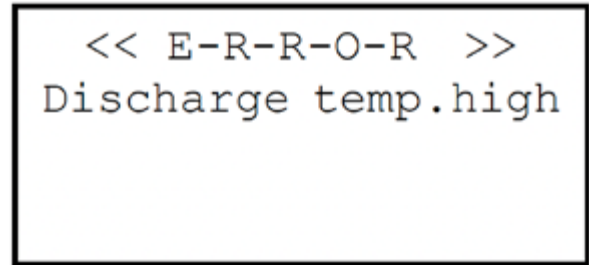 << E-R-R-O-R >>
Discharge temp.high